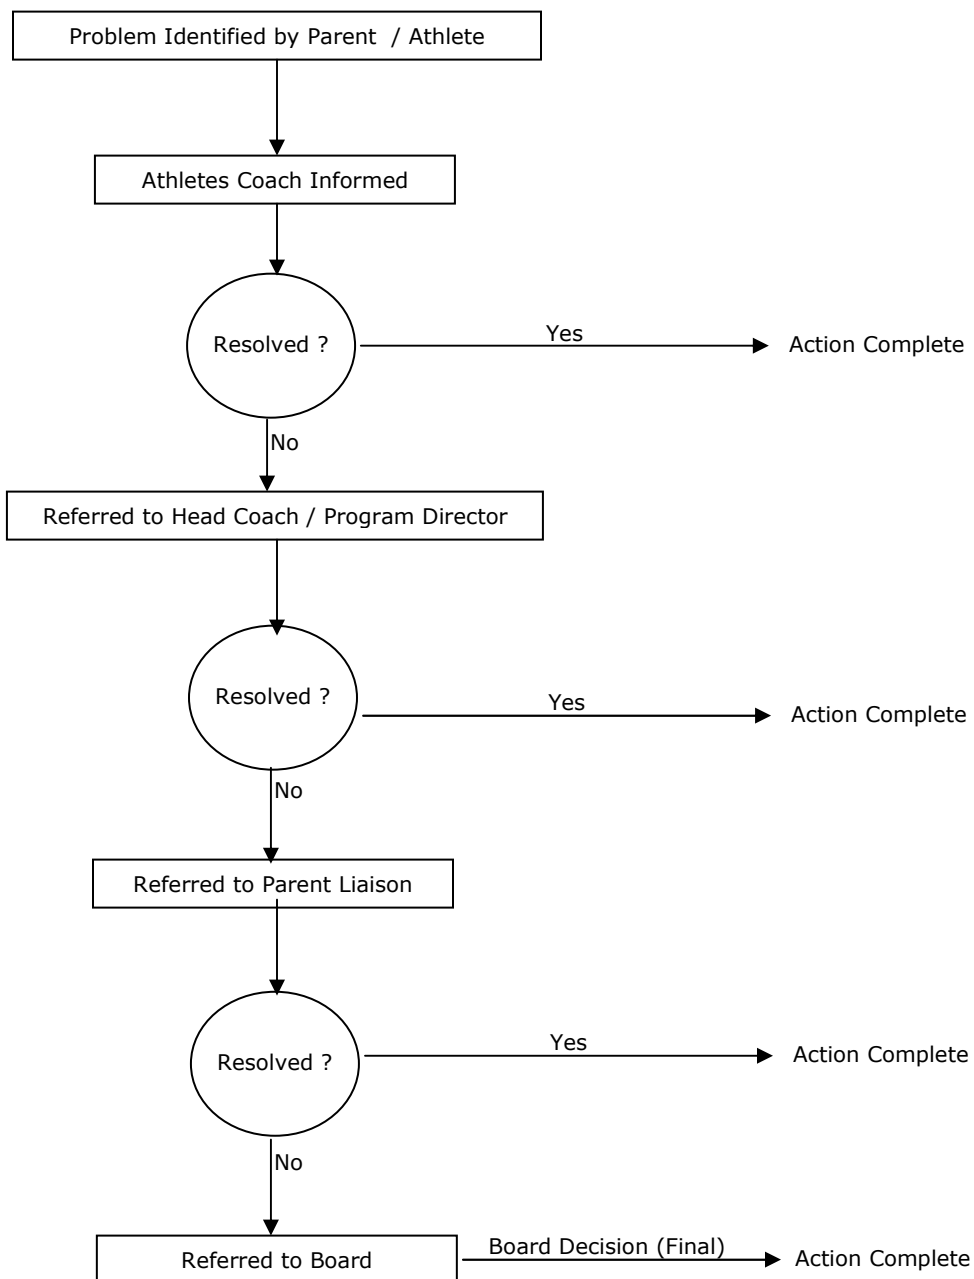 Problem Identified by Parent / Athlete
Athletes Coach Informed
Resolved ?
Yes
Action Complete
No
Referred to Head Coach / Program Director
Resolved ?
Yes
Action Complete
No
Referred to Parent Liaison
Resolved ?
Yes
Action Complete
No
Referred to Board
Board Decision (Final)
Action Complete